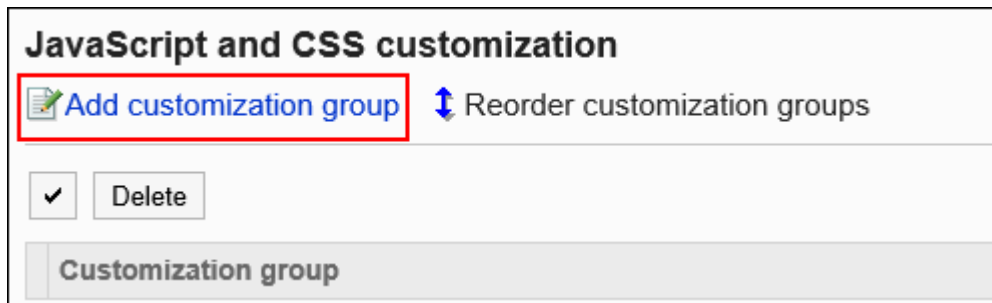 JavaScript and CSS customization
Add customization group Reorder customization groups
Delete
Customization group